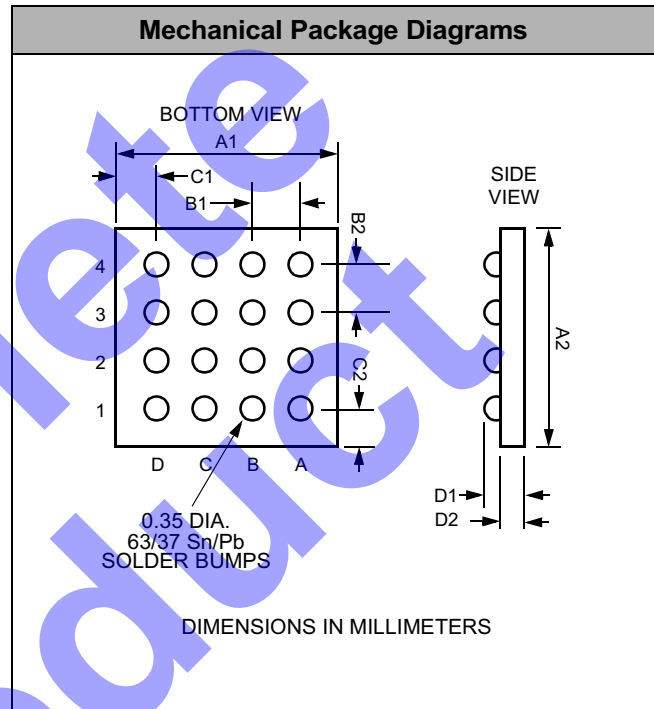 Mechanical Package Diagrams
BOTTOM VIEW
A1
C1
B1
B2
SIDE
VIEW
4
3
2
1
C2
A2
D C B A
D1
D2
0.35 DIA.
63/37 Sn/Pb
SOLDER BUMPS
DIMENSIONS IN MILLIMETERS